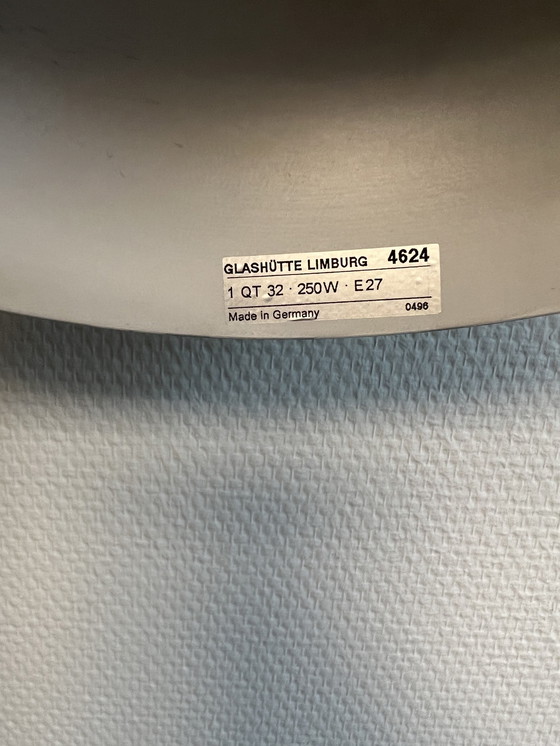 GLASHÜTTE LIMBURG 4624
1 QT 32 · 250W · E27
Made in Germany 0496